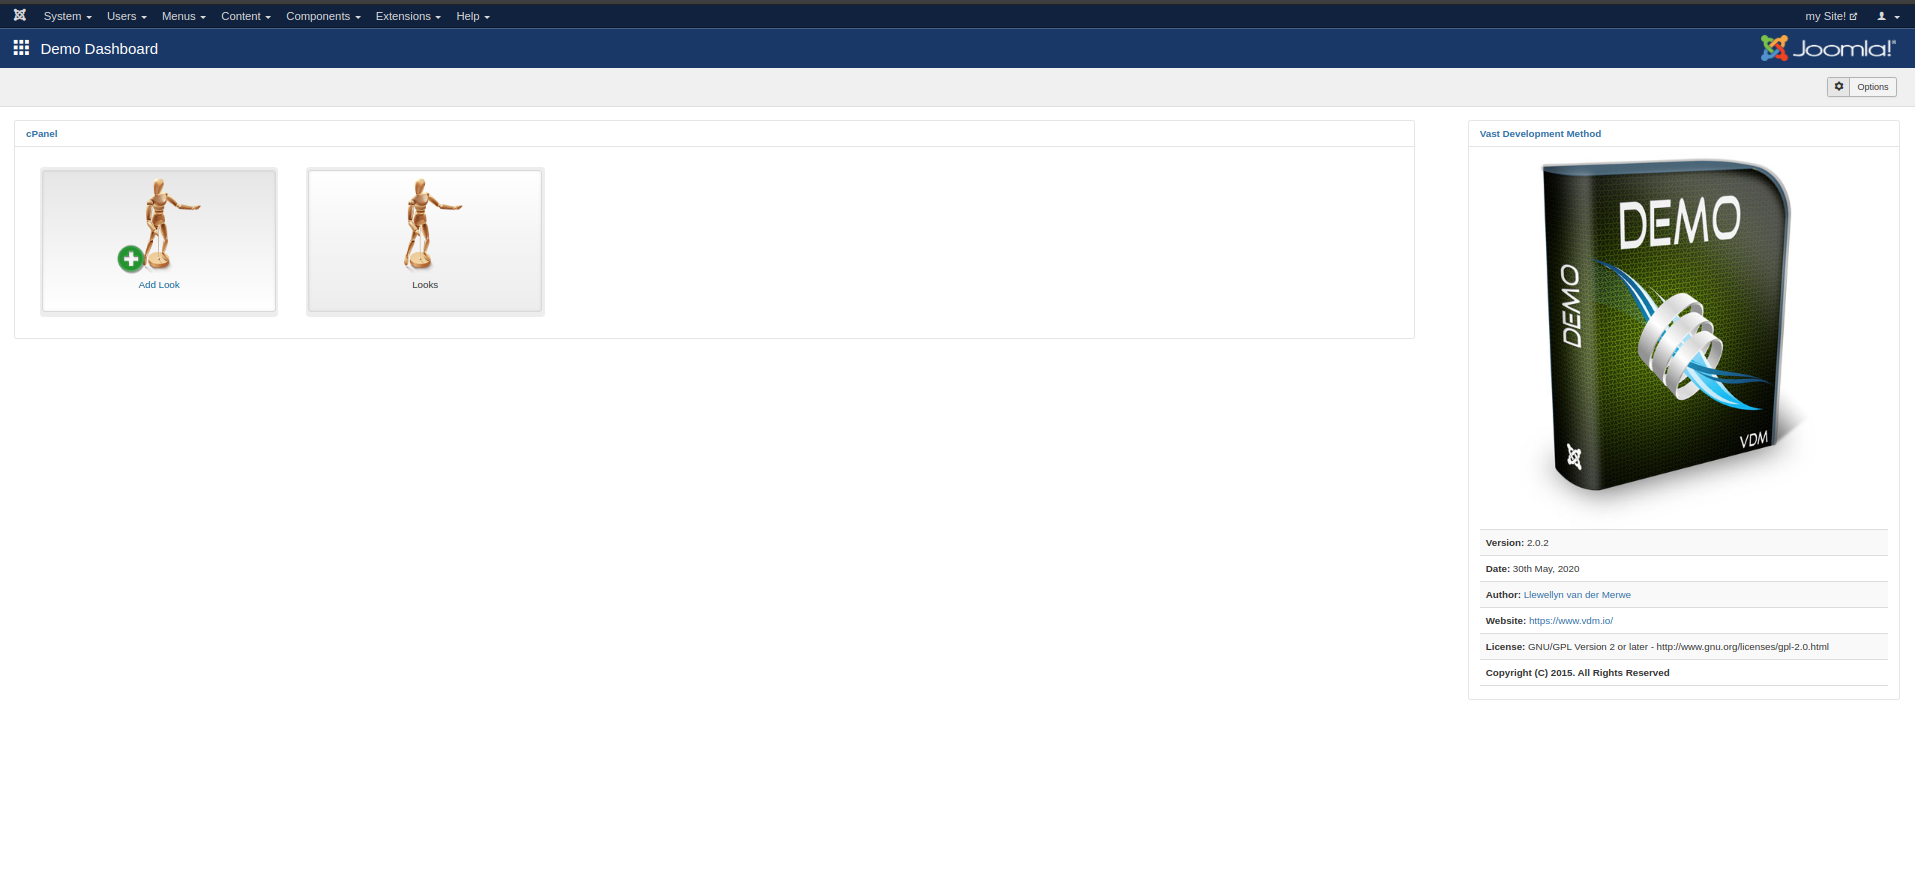 System Users Menus Content Components Extensions Help my Site!
Demo Dashboard
Joomla!®
Options
cPanel
Add Look
Looks
Vast Development Method
DEMO
DEMO
VDM
Version: 2.0.2
Date: 30th May, 2020
Author: Llewellyn van der Merwe
Website: https://www.vdm.io/
License: GNU/GPL Version 2 or later - http://www.gnu.org/licenses/gpl-2.0.html
Copyright (C) 2015. All Rights Reserved